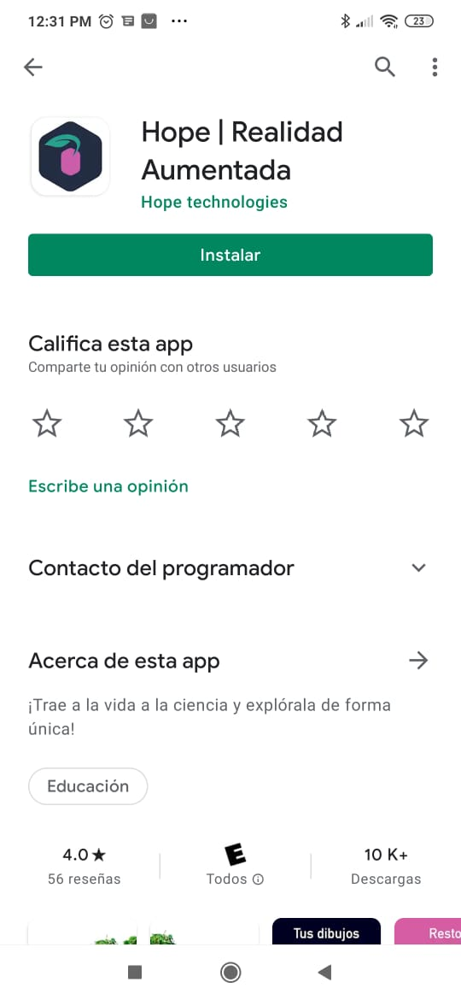 12:31 PM
23
Hope | Realidad
Aumentada
Hope technologies
Instalar
Califica esta app
Comparte tu opinión con otros usuarios
Escribe una opinión
Contacto del programador
Acerca de esta app
¡Trae a la vida a la ciencia y explórala de forma
única!
Educación
4.0★ E 10 K+
56 reseñas Todos Descargas
Tus dibujos Resto